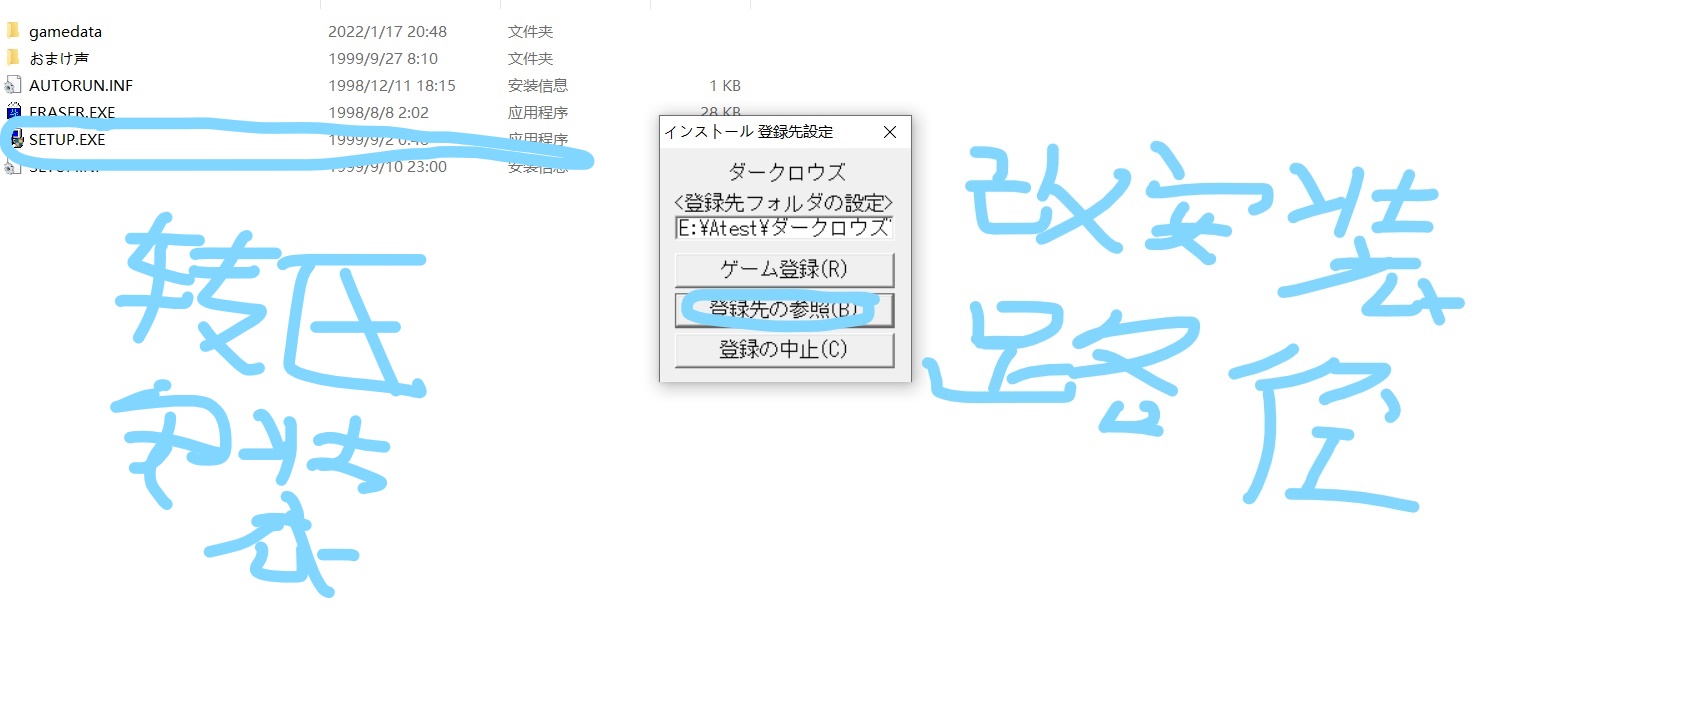 gamedata 2022/1/17 20:48 文件夹
おまけ声 1999/9/27 8:10 文件夹
AUTORUN.INF 1998/12/11 18:15 安装信息 1 KB
ERASER.EXE 1998/8/8 2:02 应用程序 28 KB
SETUP.EXE 1999/9/2 应用程序
SETUP.INF 1999/9/10 23:00 安装信息
インストール 登録先設定
ダークロウズ
<登録先フォルダの設定>
E:¥Atest¥ダークロウズ
ゲーム登録(R)
登録先の参照(B)
登録の中止(C)
转区
安装
改安装
路径